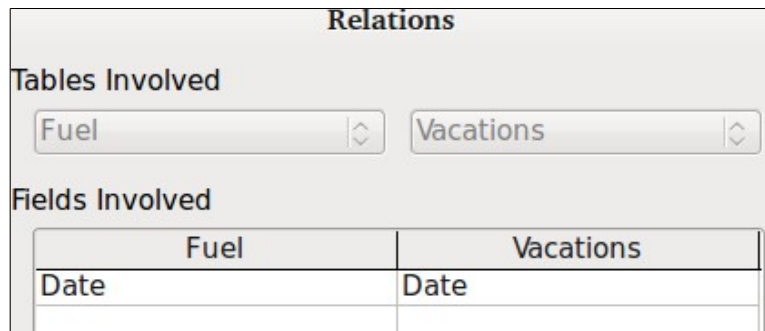 Relations
Tables Involved
Fuel Vacations
Fields Involved
Fuel Vacations
Date Date